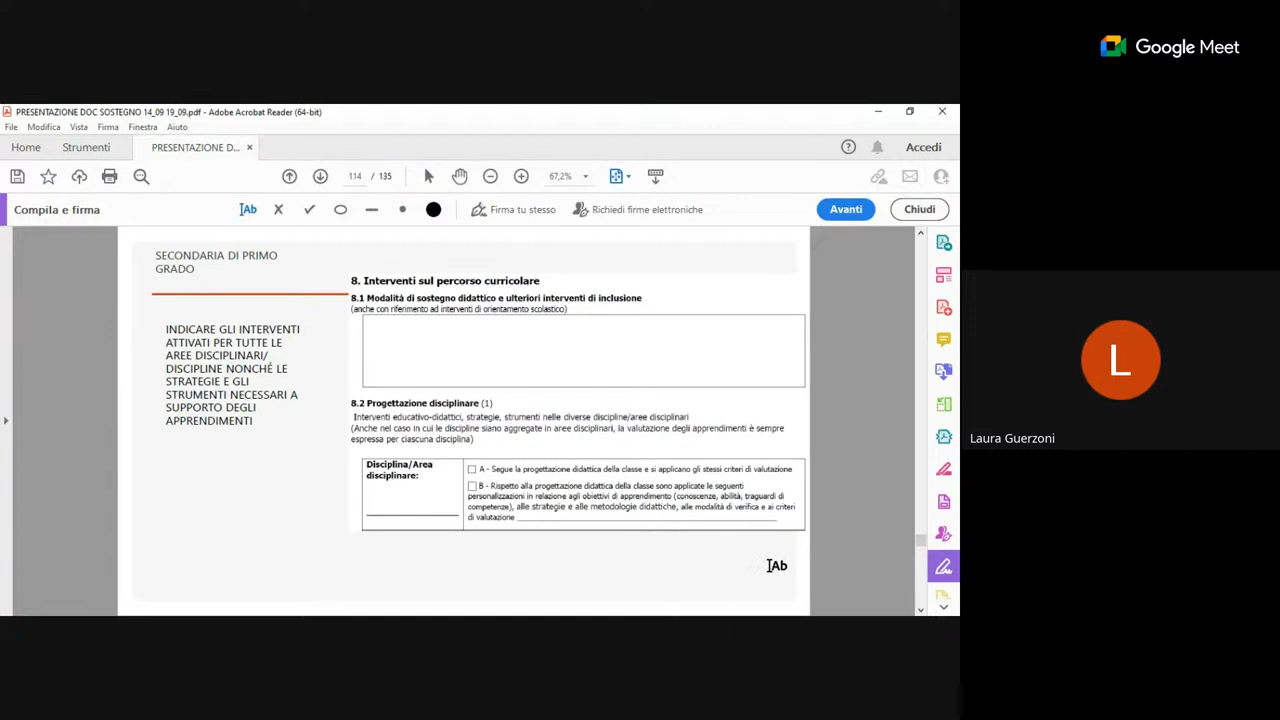 Google Meet
PRESENTAZIONE DOC SOSTEGNO 14_09 19_09.pdf - Adobe Acrobat Reader (64-bit)
File Modifica Vista Firma Finestra Aiuto
Home Strumenti PRESENTAZIONE D... × Accedi
114 / 135 67,2%
Compila e firma Ab Firma tu stesso Richiedi firme elettroniche Avanti Chiudi
SECONDARIA DI PRIMO
GRADO
INDICARE GLI INTERVENTI
ATTIVATI PER TUTTE LE
AREE DISCIPLINARI/
DISCIPLINE NONCHÉ LE
STRATEGIE E GLI
STRUMENTI NECESSARI A
SUPPORTO DEGLI
APPRENDIMENTI
8. Interventi sul percorso curricolare
8.1 Modalità di sostegno didattico e ulteriori interventi di inclusione
(anche con riferimento ad interventi di orientamento scolastico)
8.2 Progettazione disciplinare (1)
Interventi educativo-didattici, strategie, strumenti nelle diverse discipline/aree disciplinari
(Anche nel caso in cui le discipline siano aggregate in aree disciplinari, la valutazione degli apprendimenti è sempre
espressa per ciascuna disciplina)
Disciplina/Area
disciplinare:
A - Segue la progettazione didattica della classe e si applicano gli stessi criteri di valutazione
B - Rispetto alla progettazione didattica della classe sono applicate le seguenti
personalizzazioni in relazione agli obiettivi di apprendimento (conoscenze, abilità, traguardi di
competenze), alle strategie e alle metodologie didattiche, alle modalità di verifica e ai criteri
di valutazione
Ab
L
Laura Guerzoni